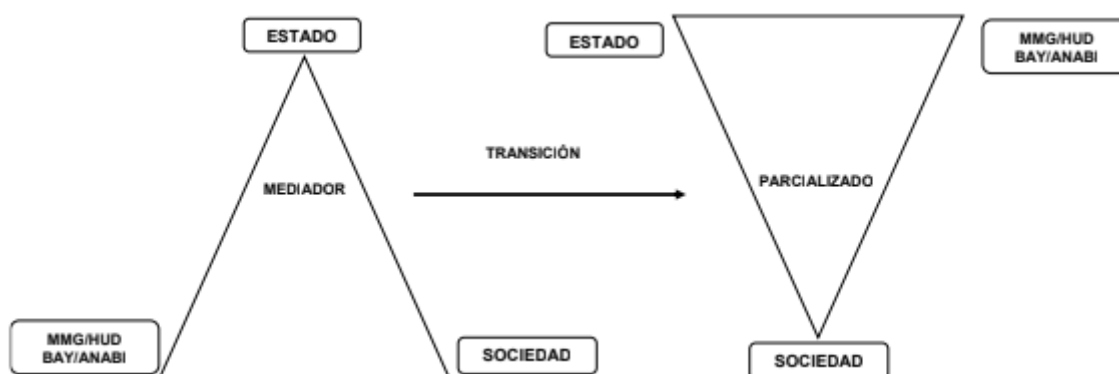 ESTADO
MEDIADOR
MMG/HUD
BAY/ANABI
SOCIEDAD
TRANSICIÓN
ESTADO
MMG/HUD
BAY/ANABI
PARCIALIZADO
SOCIEDAD